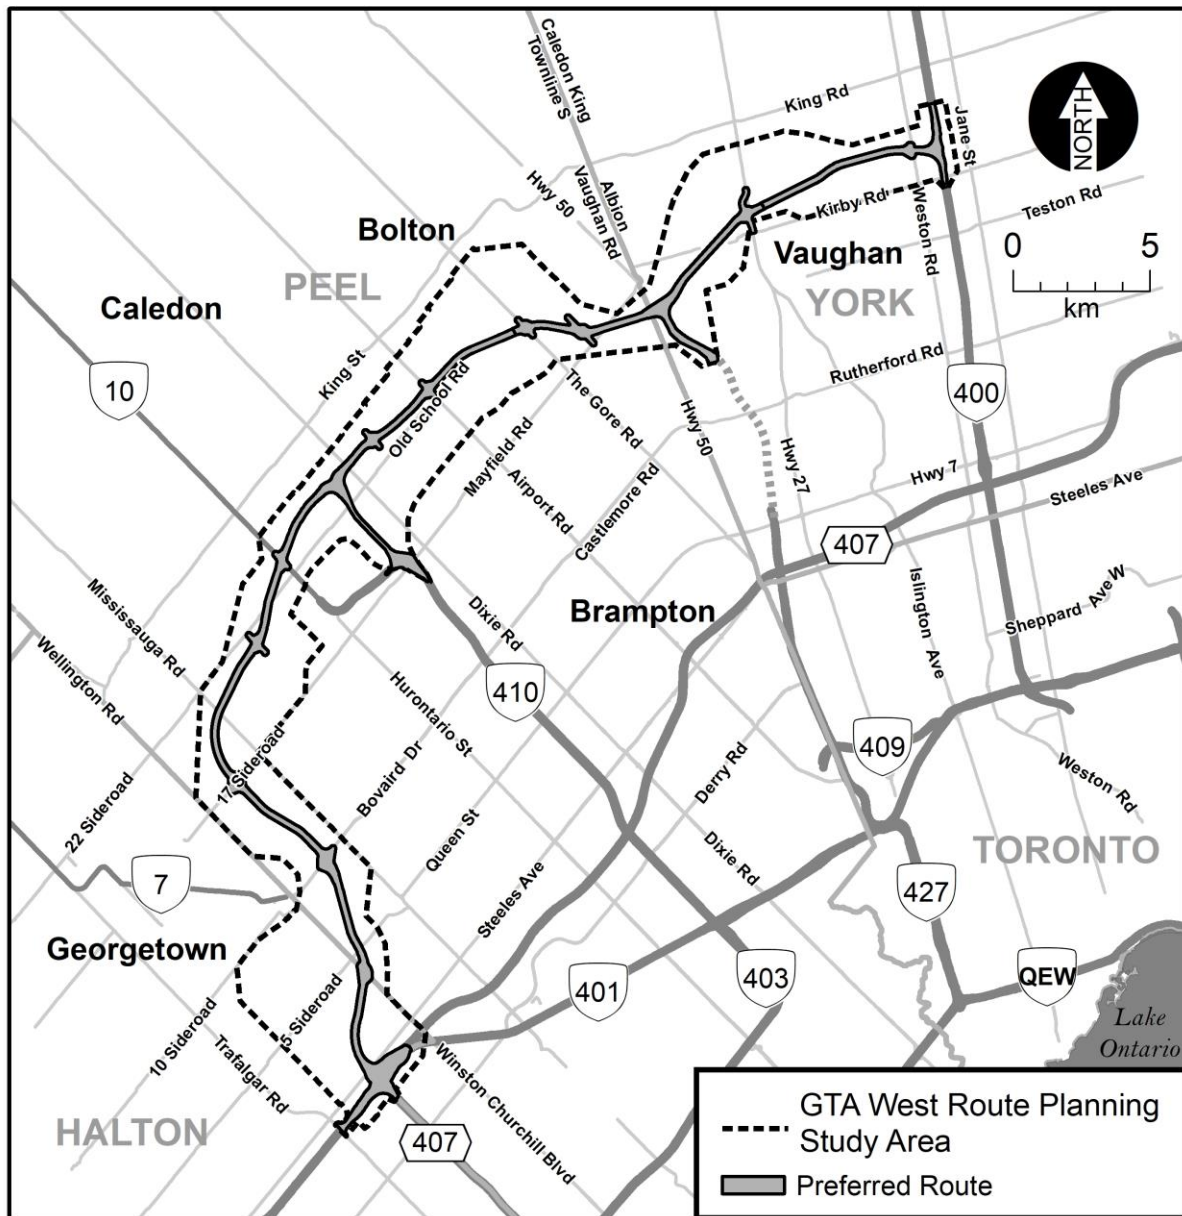 Caledon King
Townline S
King Rd
Jane St
NORTH
Hwy 50
Albion
Vaughan Rd
Kirby Rd
Weston Rd
Teston Rd
Bolton
Vaughan
0 5
km
PEEL
YORK
Caledon
King St
Old School Rd
Rutherford Rd
10
The Gore Rd
400
Mayfield Rd
Hwy 50
Hwy 27
Hwy 7
Airport Rd
Castlemore Rd
Steeles Ave
407
Mississauga Rd
Dixie Rd
Brampton
Islington Ave
Sheppard Ave W
Wellington Rd
Hurontario St
410
17 Sideroad
Bovaird Dr
409
Derry Rd
Weston Rd
22 Sideroad
Queen St
Dixie Rd
TORONTO
7
Steeles Ave
427
Georgetown
401
403
QEW
5 Sideroad
10 Sideroad
Lake
Ontario
Trafalgar Rd
Winston Churchill Blvd
HALTON
407
GTA West Route Planning
Study Area
Preferred Route